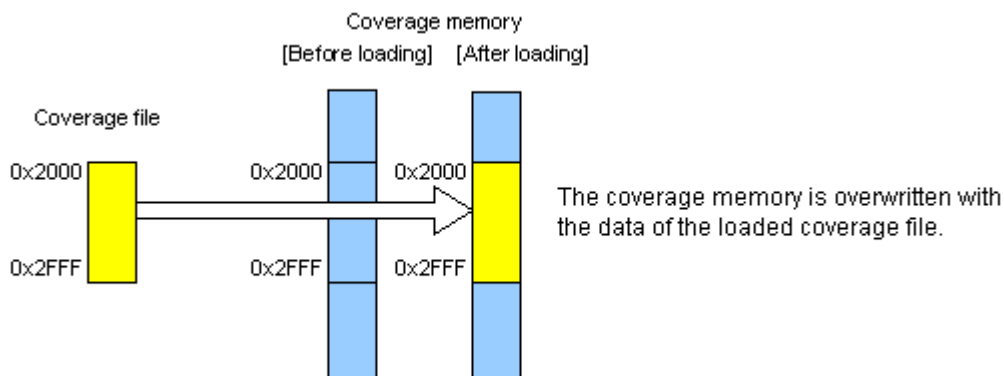 Coverage memory
[Before loading] [After loading]
Coverage file
0x2000 0x2000 0x2000
The coverage memory is overwritten with
the data of the loaded coverage file.
0x2FFF 0x2FFF 0x2FFF